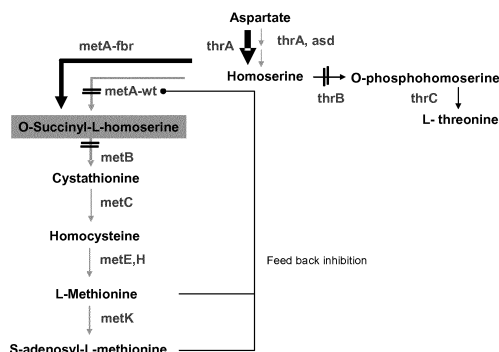 Aspartate
metA-fbr
thrA
thrA, asd
Homoserine
O-phosphohomoserine
metA-wt
thrB
thrC
L- threonine
O-Succinyl-L-homoserine
metB
Cystathionine
metC
Homocysteine
metE,H
Feed back inhibition
L-Methionine
metK
S-adenosyl-L-methionine